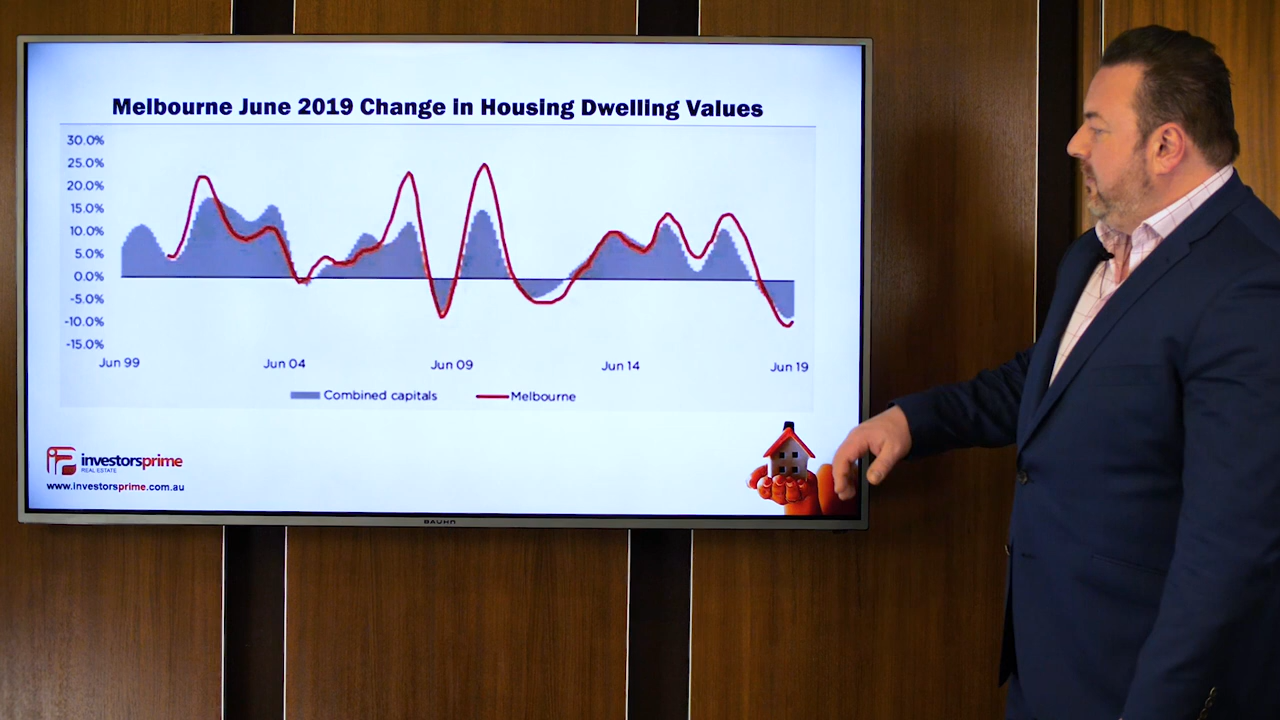 Melbourne June 2019 Change in Housing Dwelling Values
30.0%
25.0%
20.0%
15.0%
10.0%
5.0%
0.0%
-5.0%
-10.0%
-15.0%
Jun 99 Jun 04 Jun 09 Jun 14 Jun 19
Combined capitals Melbourne
investorsprime
REAL ESTATE
www.investorsprime.com.au
BAUHN